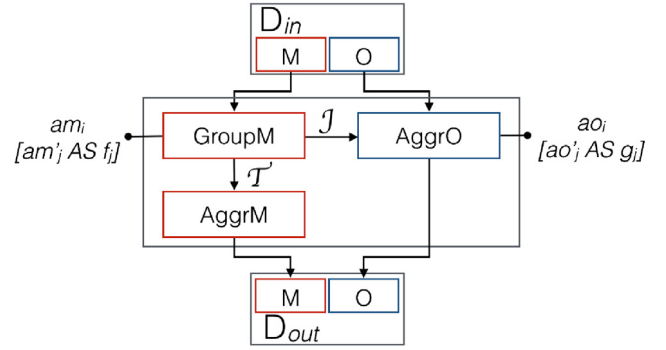 D_in
M O
am_i
[am'_j AS f_j]
GroupM
𝒥
AggrO
ao_i
[ao'_j AS g_j]
𝒯
AggrM
M O
D_out